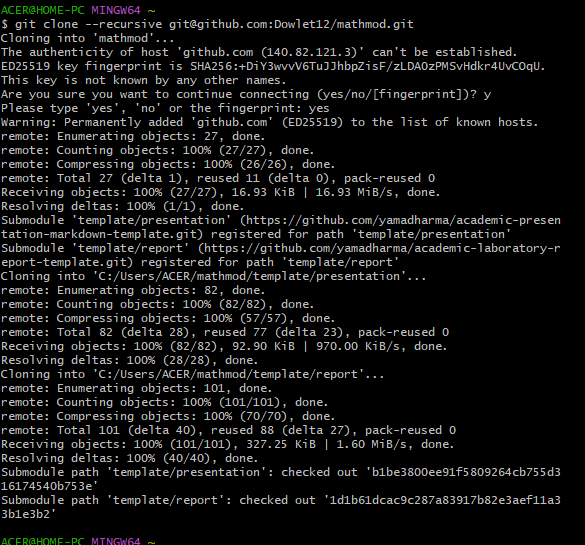 ACER@HOME-PC MINGW64 ~
$ git clone --recursive git@github.com:Dowlet12/mathmod.git
Cloning into 'mathmod'...
The authenticity of host 'github.com (140.82.121.3)' can't be established.
ED25519 key fingerprint is SHA256:+DiY3wvvV6TuJJhbpZisF/zLDA0zPMSvHdkr4UvCOqU.
This key is not known by any other names.
Are you sure you want to continue connecting (yes/no/[fingerprint])? y
Please type 'yes', 'no' or the fingerprint: yes
Warning: Permanently added 'github.com' (ED25519) to the list of known hosts.
remote: Enumerating objects: 27, done.
remote: Counting objects: 100% (27/27), done.
remote: Compressing objects: 100% (26/26), done.
remote: Total 27 (delta 1), reused 11 (delta 0), pack-reused 0
Receiving objects: 100% (27/27), 16.93 KiB | 16.93 MiB/s, done.
Resolving deltas: 100% (1/1), done.
Submodule 'template/presentation' (https://github.com/yamadharma/academic-presen
tation-markdown-template.git) registered for path 'template/presentation'
Submodule 'template/report' (https://github.com/yamadharma/academic-laboratory-r
eport-template.git) registered for path 'template/report'
Cloning into 'C:/Users/ACER/mathmod/template/presentation'...
remote: Enumerating objects: 82, done.
remote: Counting objects: 100% (82/82), done.
remote: Compressing objects: 100% (57/57), done.
remote: Total 82 (delta 28), reused 77 (delta 23), pack-reused 0
Receiving objects: 100% (82/82), 92.90 KiB | 970.00 KiB/s, done.
Resolving deltas: 100% (28/28), done.
Cloning into 'C:/Users/ACER/mathmod/template/report'...
remote: Enumerating objects: 101, done.
remote: Counting objects: 100% (101/101), done.
remote: Compressing objects: 100% (70/70), done.
remote: Total 101 (delta 40), reused 88 (delta 27), pack-reused 0
Receiving objects: 100% (101/101), 327.25 KiB | 1.60 MiB/s, done.
Resolving deltas: 100% (40/40), done.
Submodule path 'template/presentation': checked out 'b1be3800ee91f5809264cb755d3
16174540b753e'
Submodule path 'template/report': checked out '1d1b61dcac9c287a83917b82e3aef11a3
3b1e3b2'
ACER@HOME-PC MINGW64 ~